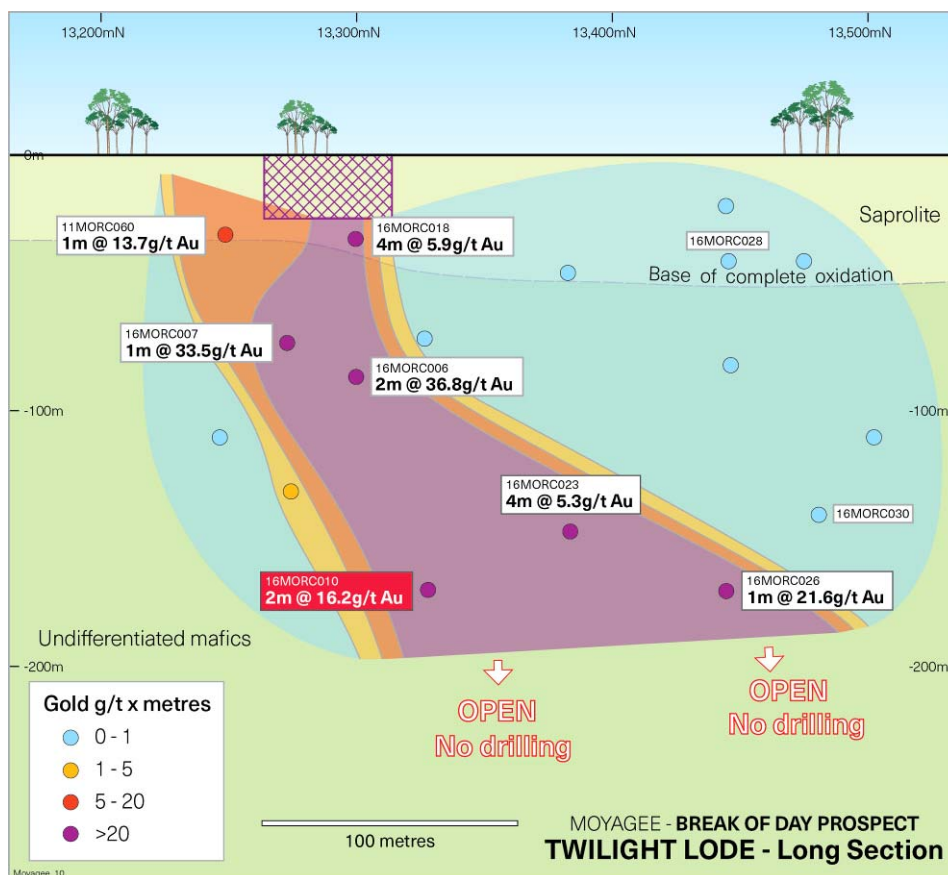 13,200mN
13,300mN
13,400mN
13,500mN
0m
Saprolite
11MORC060
1m @ 13.7g/t Au
16MORC018
4m @ 5.9g/t Au
16MORC028
Base of complete oxidation
16MORC007
1m @ 33.5g/t Au
16MORC006
2m @ 36.8g/t Au
-100m
-100m
16MORC023
4m @ 5.3g/t Au
16MORC030
16MORC010
2m @ 16.2g/t Au
16MORC026
1m @ 21.6g/t Au
Undifferentiated mafics
-200m
-200m
OPEN
No drilling
OPEN
No drilling
Gold g/t x metres
0 - 1
1 - 5
5 - 20
>20
100 metres
MOYAGEE - BREAK OF DAY PROSPECT
TWILIGHT LODE - Long Section
Moyagee_10